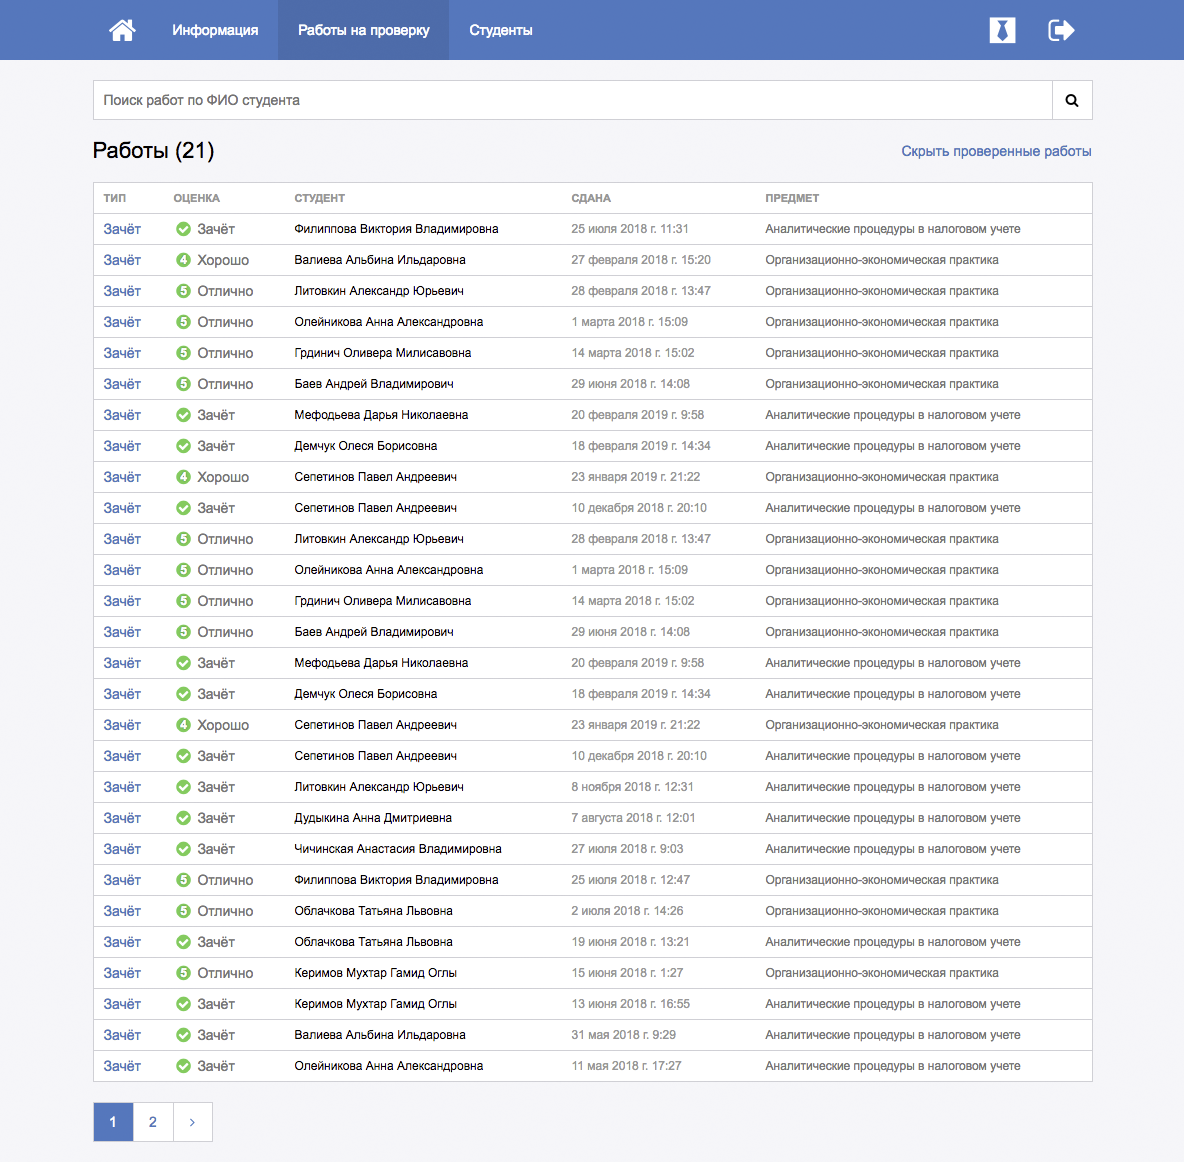 Информация Работы на проверку Студенты
Поиск работ по ФИО студента
Работы (21) Скрыть проверенные работы
ТИП ОЦЕНКА СТУДЕНТ СДАНА ПРЕДМЕТ
Зачёт Зачёт Филиппова Виктория Владимировна 25 июля 2018 г. 11:31 Аналитические процедуры в налоговом учете
Зачёт 4 Хорошо Валиева Альбина Ильдаровна 27 февраля 2018 г. 15:20 Организационно-экономическая практика
Зачёт 5 Отлично Литовкин Александр Юрьевич 28 февраля 2018 г. 13:47 Организационно-экономическая практика
Зачёт 5 Отлично Олейникова Анна Александровна 1 марта 2018 г. 15:09 Организационно-экономическая практика
Зачёт 5 Отлично Грдинич Оливера Милисавовна 14 марта 2018 г. 15:02 Организационно-экономическая практика
Зачёт 5 Отлично Баев Андрей Владимирович 29 июня 2018 г. 14:08 Организационно-экономическая практика
Зачёт Зачёт Мефодьева Дарья Николаевна 20 февраля 2019 г. 9:58 Аналитические процедуры в налоговом учете
Зачёт Зачёт Демчук Олеся Борисовна 18 февраля 2019 г. 14:34 Аналитические процедуры в налоговом учете
Зачёт 4 Хорошо Сепетинов Павел Андреевич 23 января 2019 г. 21:22 Организационно-экономическая практика
Зачёт Зачёт Сепетинов Павел Андреевич 10 декабря 2018 г. 20:10 Аналитические процедуры в налоговом учете
Зачёт 5 Отлично Литовкин Александр Юрьевич 28 февраля 2018 г. 13:47 Организационно-экономическая практика
Зачёт 5 Отлично Олейникова Анна Александровна 1 марта 2018 г. 15:09 Организационно-экономическая практика
Зачёт 5 Отлично Грдинич Оливера Милисавовна 14 марта 2018 г. 15:02 Организационно-экономическая практика
Зачёт 5 Отлично Баев Андрей Владимирович 29 июня 2018 г. 14:08 Организационно-экономическая практика
Зачёт Зачёт Мефодьева Дарья Николаевна 20 февраля 2019 г. 9:58 Аналитические процедуры в налоговом учете
Зачёт Зачёт Демчук Олеся Борисовна 18 февраля 2019 г. 14:34 Аналитические процедуры в налоговом учете
Зачёт 4 Хорошо Сепетинов Павел Андреевич 23 января 2019 г. 21:22 Организационно-экономическая практика
Зачёт Зачёт Сепетинов Павел Андреевич 10 декабря 2018 г. 20:10 Аналитические процедуры в налоговом учете
Зачёт Зачёт Литовкин Александр Юрьевич 8 ноября 2018 г. 12:31 Аналитические процедуры в налоговом учете
Зачёт Зачёт Дудыкина Анна Дмитриевна 7 августа 2018 г. 12:01 Аналитические процедуры в налоговом учете
Зачёт Зачёт Чичинская Анастасия Владимировна 27 июля 2018 г. 9:03 Аналитические процедуры в налоговом учете
Зачёт 5 Отлично Филиппова Виктория Владимировна 25 июля 2018 г. 12:47 Организационно-экономическая практика
Зачёт 5 Отлично Облачкова Татьяна Львовна 2 июля 2018 г. 14:26 Организационно-экономическая практика
Зачёт Зачёт Облачкова Татьяна Львовна 19 июня 2018 г. 13:21 Аналитические процедуры в налоговом учете
Зачёт 5 Отлично Керимов Мухтар Гамид Оглы 15 июня 2018 г. 1:27 Организационно-экономическая практика
Зачёт Зачёт Керимов Мухтар Гамид Оглы 13 июня 2018 г. 16:55 Аналитические процедуры в налоговом учете
Зачёт Зачёт Валиева Альбина Ильдаровна 31 мая 2018 г. 9:29 Аналитические процедуры в налоговом учете
Зачёт Зачёт Олейникова Анна Александровна 11 мая 2018 г. 17:27 Аналитические процедуры в налоговом учете
1 2 ›